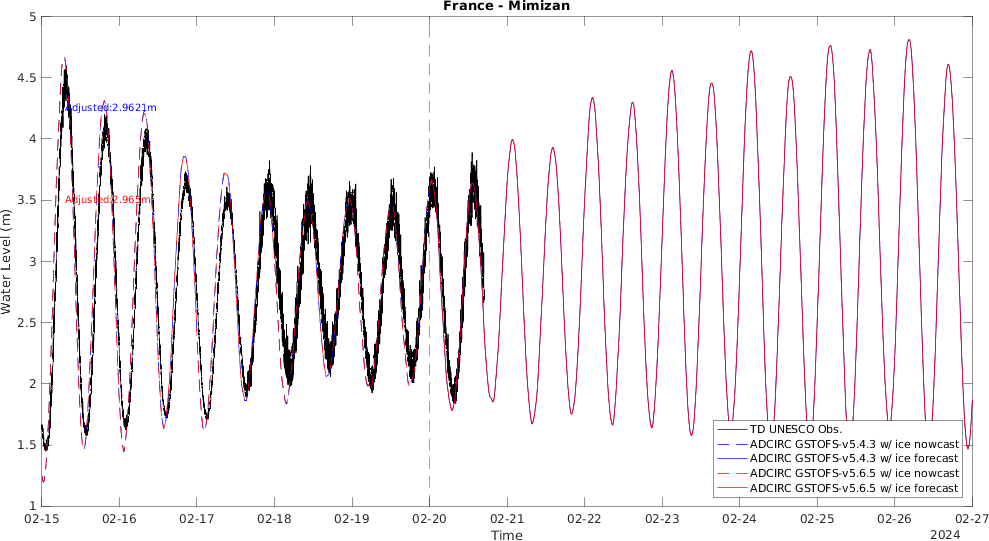 France - Mimizan
Water Level (m)
5
4.5
4
3.5
3
2.5
2
1.5
1
Adjusted:2.9621m
Adjusted:2.965m
TD UNESCO Obs.
ADCIRC GSTOFS-v5.4.3 w/ ice nowcast
ADCIRC GSTOFS-v5.4.3 w/ ice forecast
ADCIRC GSTOFS-v5.6.5 w/ ice nowcast
ADCIRC GSTOFS-v5.6.5 w/ ice forecast
02-15 02-16 02-17 02-18 02-19 02-20 02-21 02-22 02-23 02-24 02-25 02-26 02-27
Time
2024